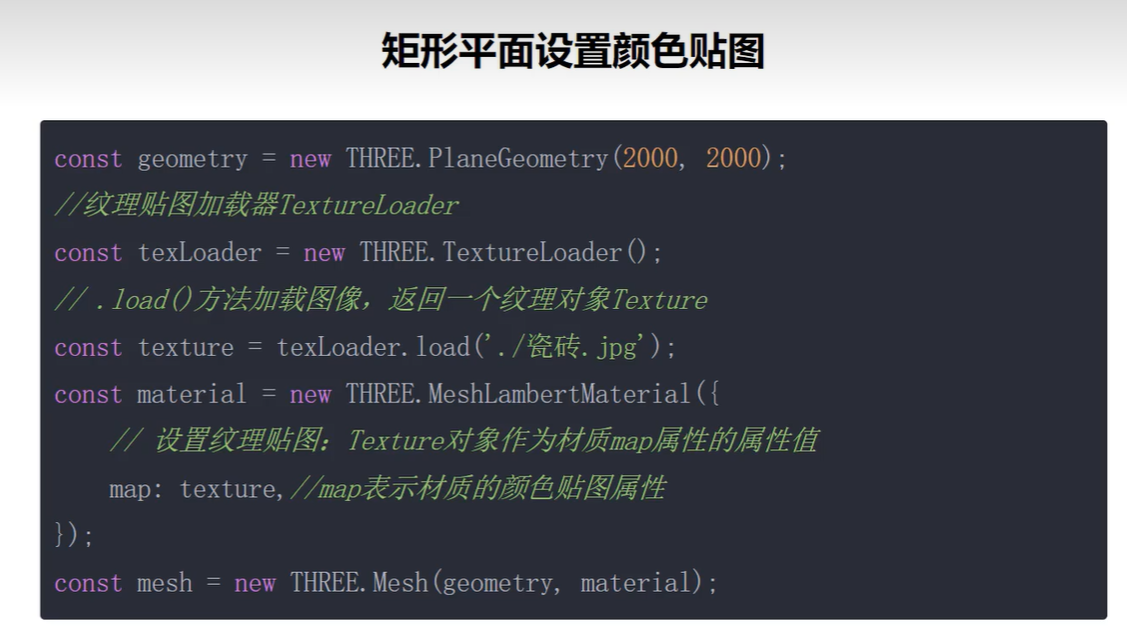 矩形平面设置颜色贴图
const geometry = new THREE.PlaneGeometry(2000, 2000);
//纹理贴图加载器TextureLoader
const texLoader = new THREE.TextureLoader();
// .load()方法加载图像，返回一个纹理对象Texture
const texture = texLoader.load('./瓷砖.jpg');
const material = new THREE.MeshLambertMaterial({
    // 设置纹理贴图：Texture对象作为材质map属性的属性值
    map: texture,//map表示材质的颜色贴图属性
});
const mesh = new THREE.Mesh(geometry, material);